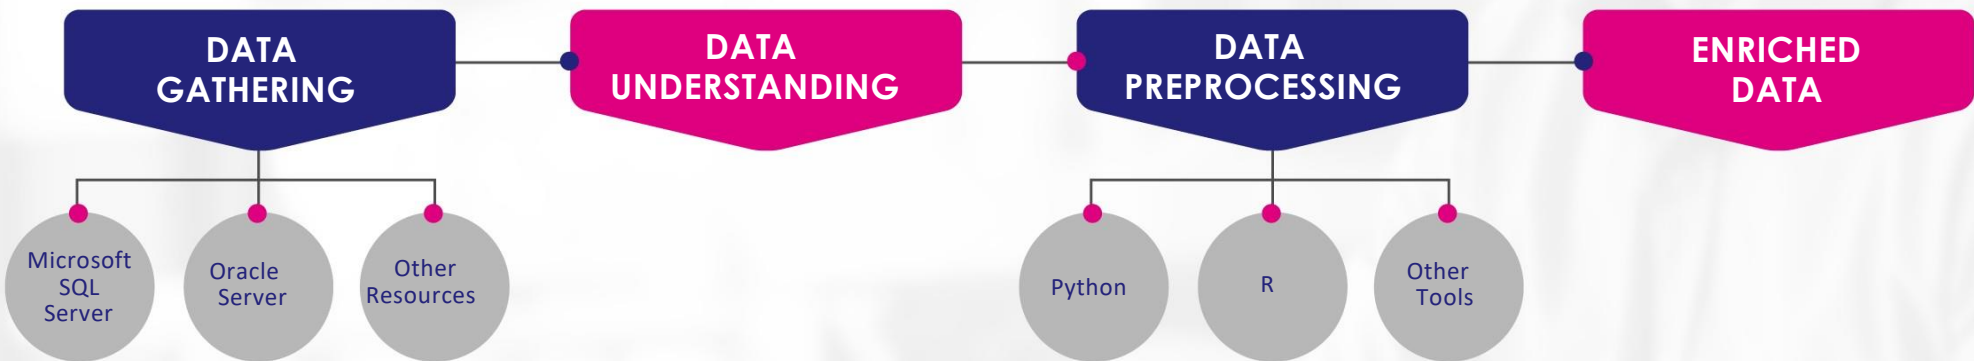 DATA
GATHERING
DATA
UNDERSTANDING
DATA
PREPROCESSING
ENRICHED
DATA
Microsoft
SQL
Server
Oracle
Server
Other
Resources
Python
R
Other
Tools